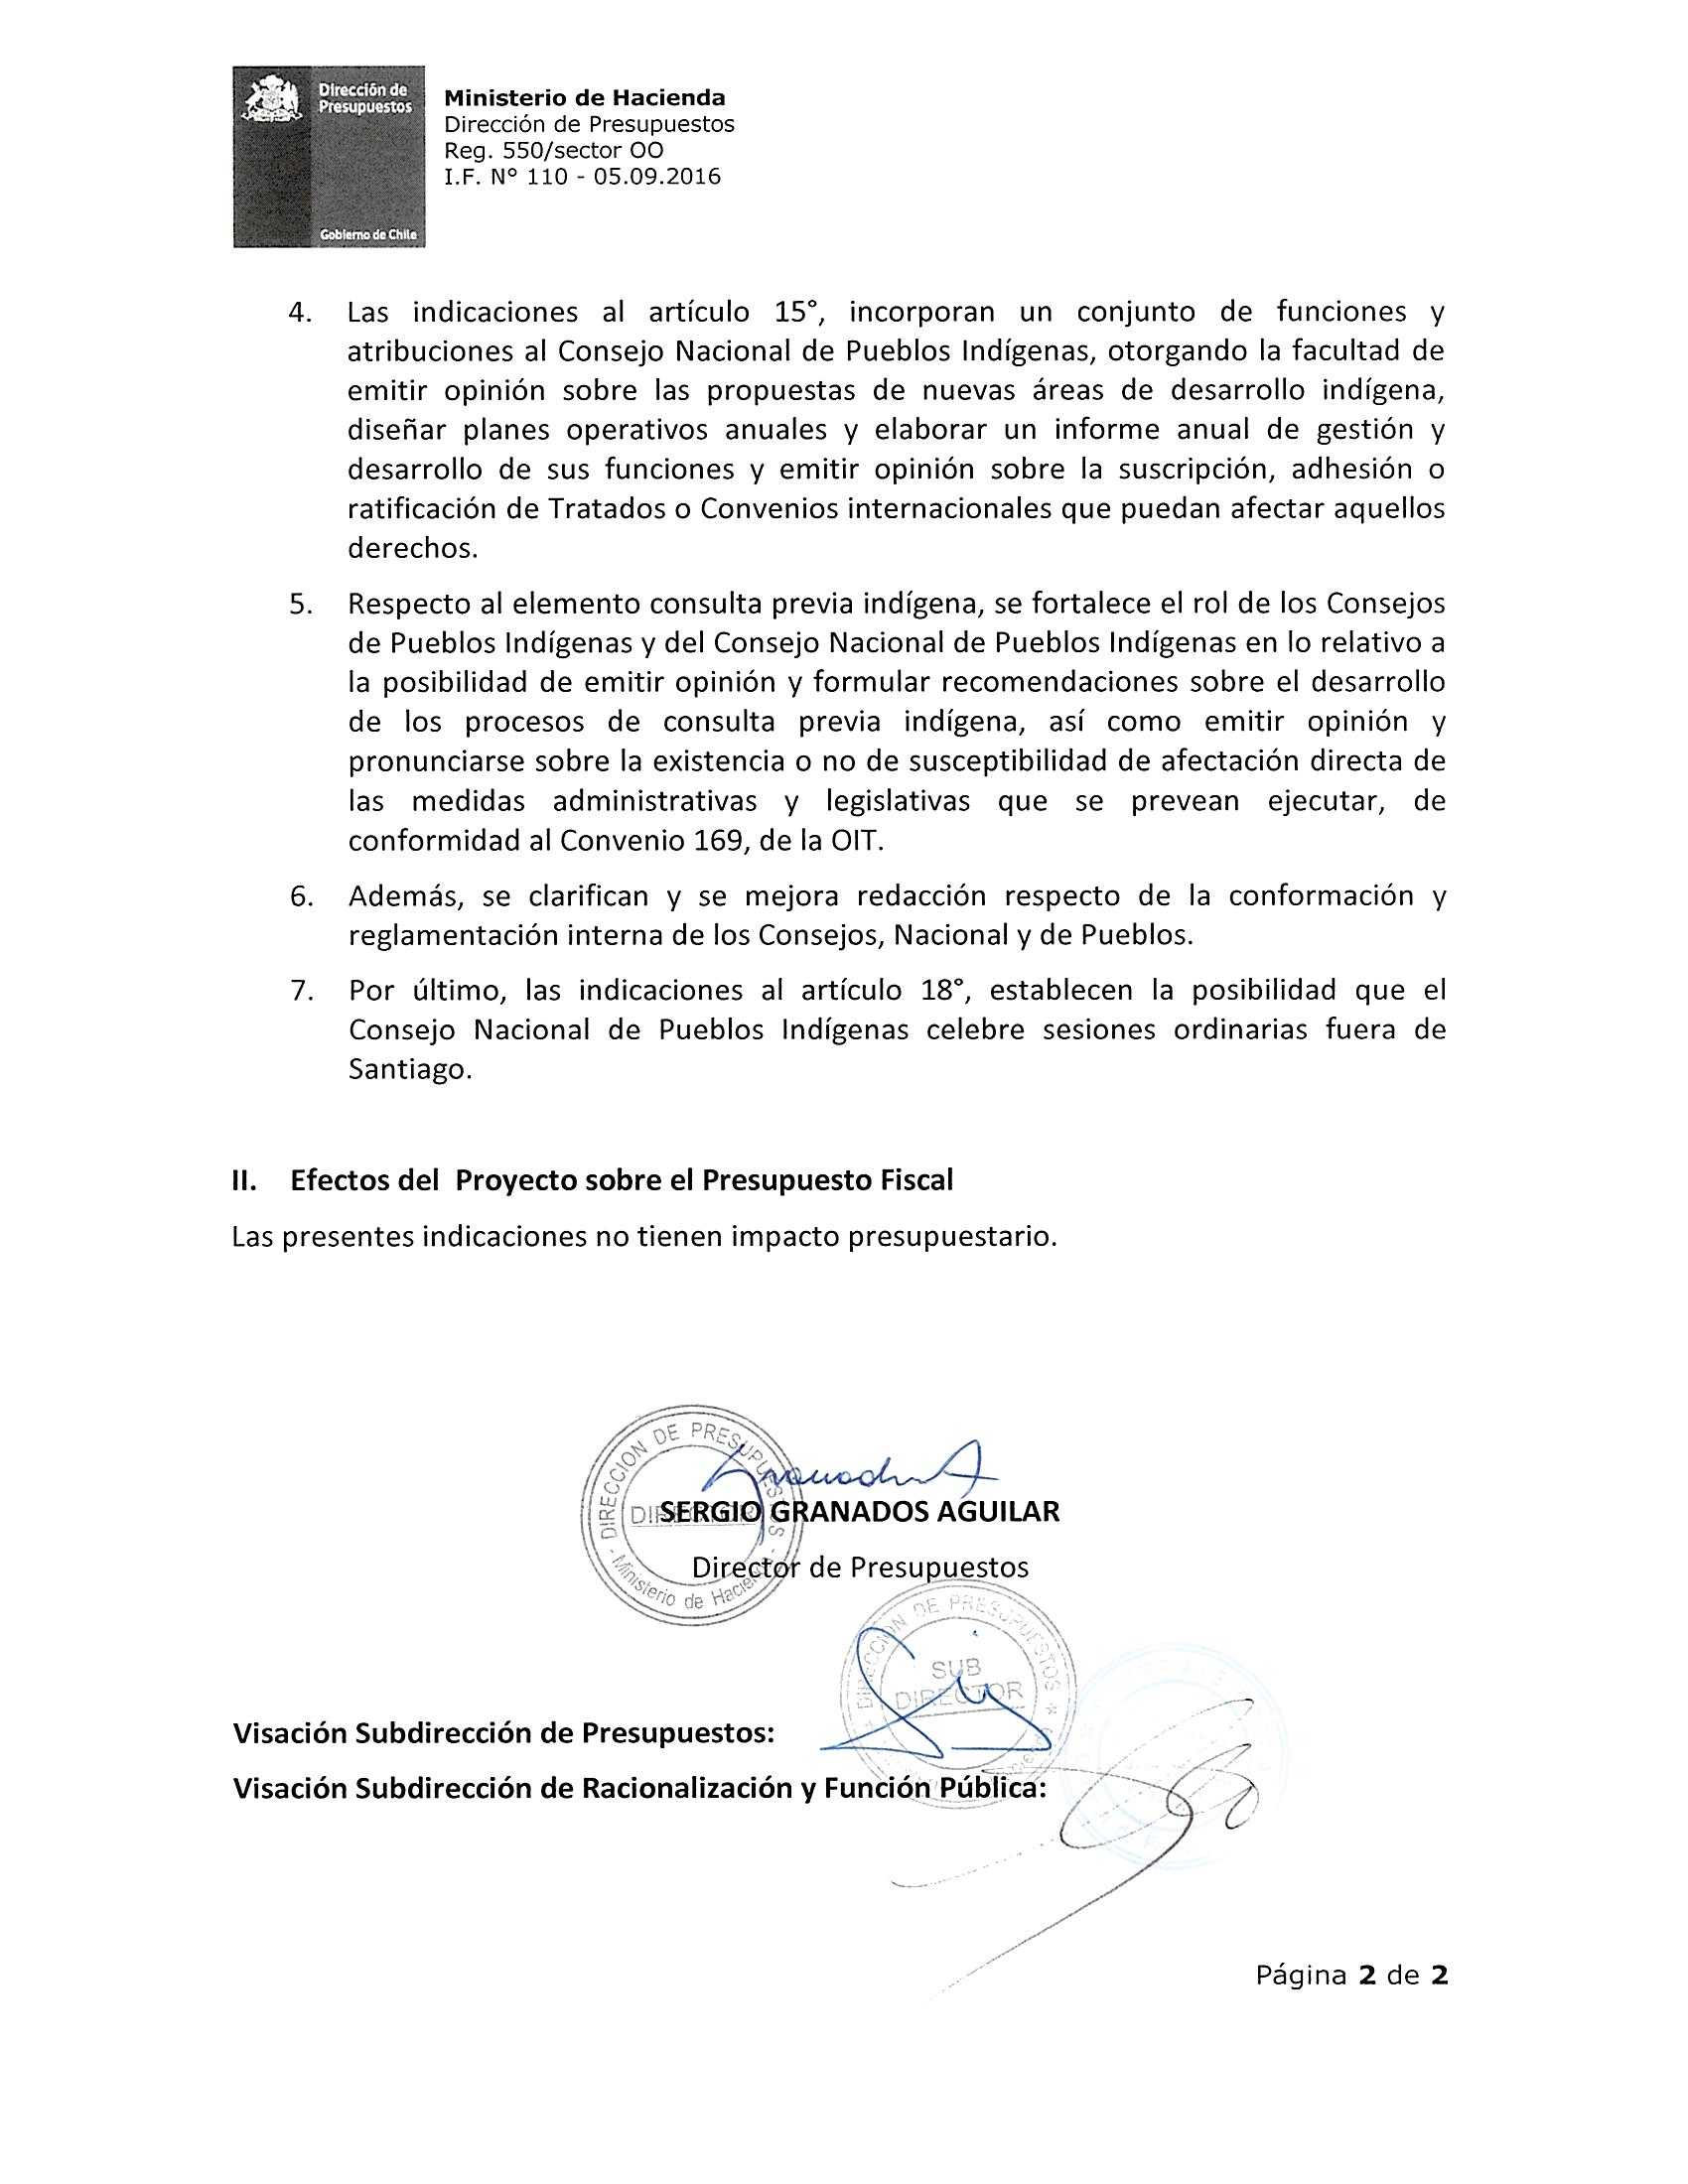 Dirección de
Presupuestos
Gobierno de Chile
Ministerio de Hacienda
Dirección de Presupuestos
Reg. 550/sector OO
I.F. N° 110 - 05.09.2016
4. Las indicaciones al artículo 15°, incorporan un conjunto de funciones y
atribuciones al Consejo Nacional de Pueblos Indígenas, otorgando la facultad de
emitir opinión sobre las propuestas de nuevas áreas de desarrollo indígena,
diseñar planes operativos anuales y elaborar un informe anual de gestión y
desarrollo de sus funciones y emitir opinión sobre la suscripción, adhesión o
ratificación de Tratados o Convenios internacionales que puedan afectar aquellos
derechos.
5. Respecto al elemento consulta previa indígena, se fortalece el rol de los Consejos
de Pueblos Indígenas y del Consejo Nacional de Pueblos Indígenas en lo relativo a
la posibilidad de emitir opinión y formular recomendaciones sobre el desarrollo
de los procesos de consulta previa indígena, así como emitir opinión y
pronunciarse sobre la existencia o no de susceptibilidad de afectación directa de
las medidas administrativas y legislativas que se prevean ejecutar, de
conformidad al Convenio 169, de la OIT.
6. Además, se clarifican y se mejora redacción respecto de la conformación y
reglamentación interna de los Consejos, Nacional y de Pueblos.
7. Por último, las indicaciones al artículo 18°, establecen la posibilidad que el
Consejo Nacional de Pueblos Indígenas celebre sesiones ordinarias fuera de
Santiago.
II. Efectos del Proyecto sobre el Presupuesto Fiscal
Las presentes indicaciones no tienen impacto presupuestario.
DIRECCION DE PRESUPUESTOS
DIRECTOR
Ministerio de Hacienda
SERGIO GRANADOS AGUILAR
Director de Presupuestos
DIRECCION DE PRESUPUESTOS
SUB
DIRECTOR
Visación Subdirección de Presupuestos:
Visación Subdirección de Racionalización y Función Pública:
Página 2 de 2